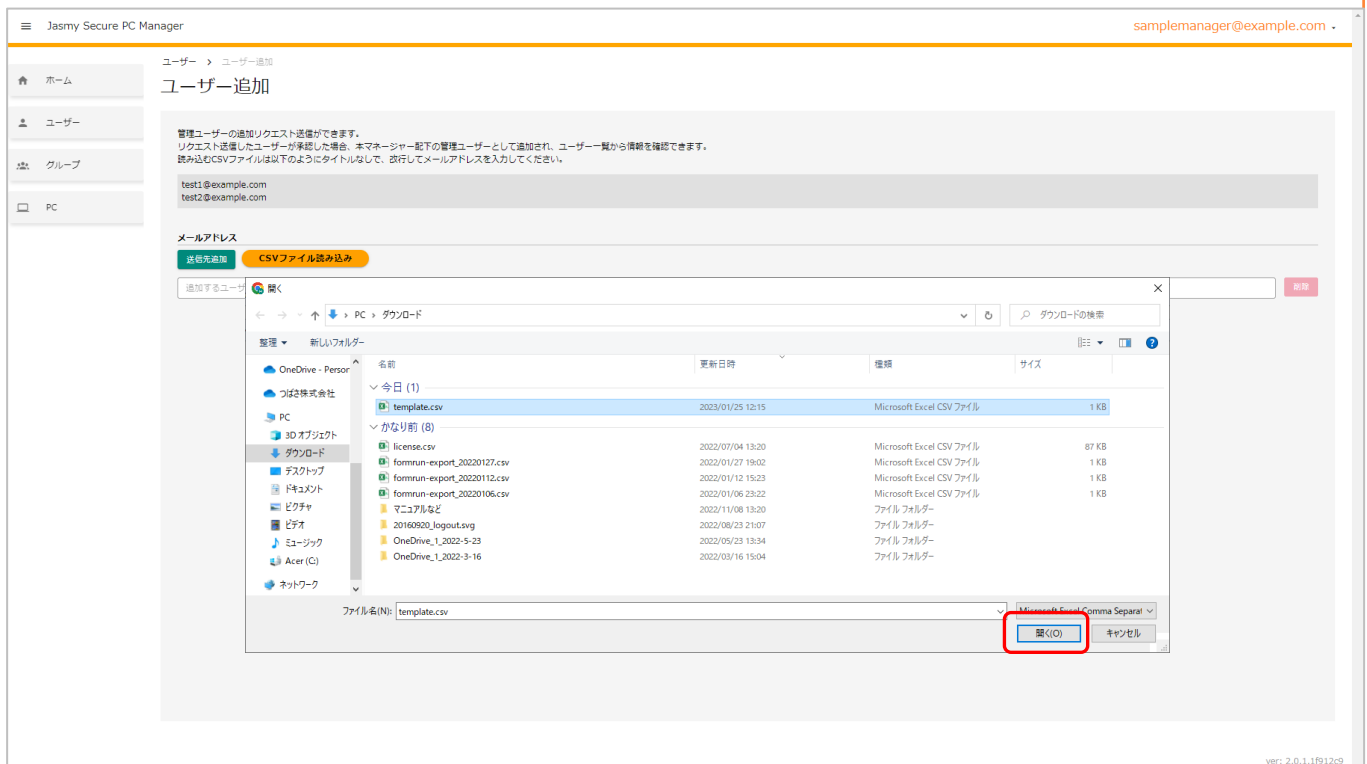 Jasmy Secure PC Manager
samplemanager@example.com
ホーム
ユーザー
グループ
PC
ユーザー > ユーザー追加
ユーザー追加
管理ユーザーの追加リクエスト送信ができます。
リクエスト送信したユーザーが承認した場合、本マネージャー配下の管理ユーザーとして追加され、ユーザー一覧から情報を確認できます。
読み込むCSVファイルは以下のようにタイトルなしで、改行してメールアドレスを入力してください。
test1@example.com
test2@example.com
メールアドレス
送信先追加 CSVファイル読み込み
追加するユーザ 削除
開く
PC › ダウンロード ダウンロードの検索
整理 新しいフォルダー
OneDrive - Person
つばさ株式会社
PC
3D オブジェクト
ダウンロード
デスクトップ
ドキュメント
ピクチャ
ビデオ
ミュージック
Acer (C:)
ネットワーク
名前 更新日時 種類 サイズ
今日 (1)
template.csv 2023/01/25 12:15 Microsoft Excel CSV ファイル 1 KB
かなり前 (8)
license.csv 2022/07/04 13:20 Microsoft Excel CSV ファイル 87 KB
formrun-export_20220127.csv 2022/01/27 19:02 Microsoft Excel CSV ファイル 1 KB
formrun-export_20220112.csv 2022/01/12 15:23 Microsoft Excel CSV ファイル 1 KB
formrun-export_20220106.csv 2022/01/06 23:22 Microsoft Excel CSV ファイル 1 KB
マニュアルなど 2022/11/08 13:20 ファイル フォルダー
20160920_logout.svg 2022/08/23 21:07 ファイル フォルダー
OneDrive_1_2022-5-23 2022/05/23 13:34 ファイル フォルダー
OneDrive_1_2022-3-16 2022/03/16 15:04 ファイル フォルダー
ファイル名(N): template.csv Microsoft Excel Comma Separat
開く(O) キャンセル
ver: 2.0.1.1f912c9